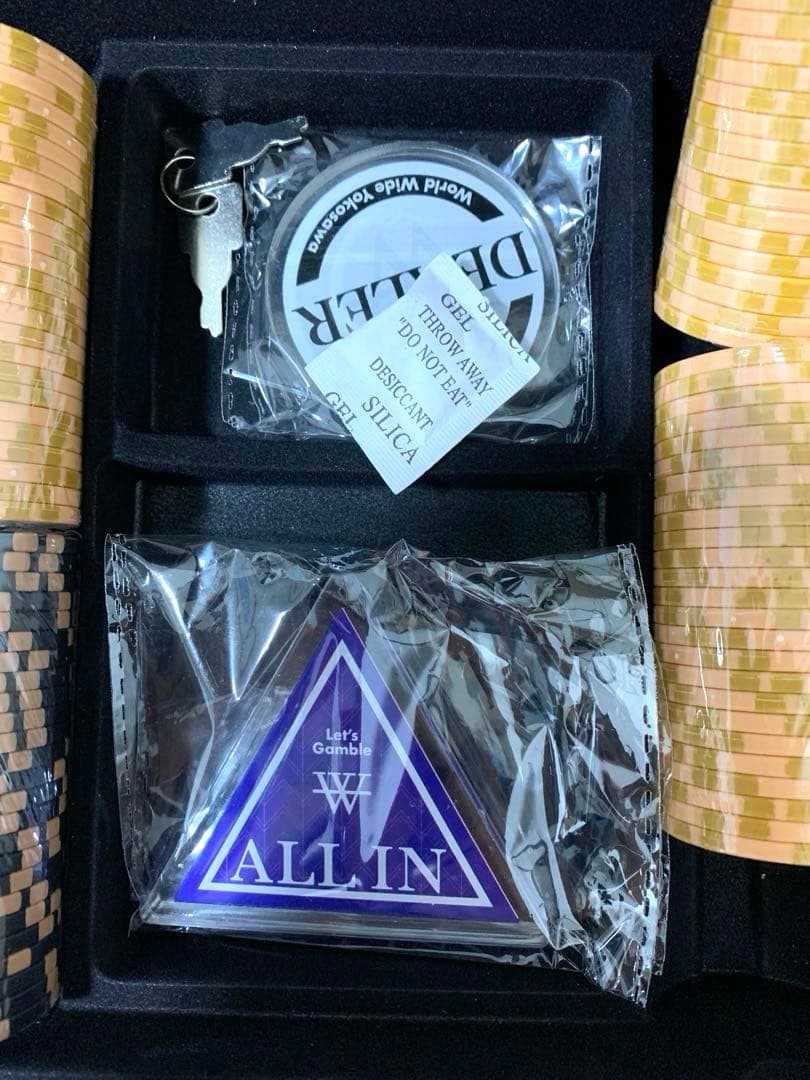 World Wide Yokosawa
DEALER
SILICA
GEL
THROW AWAY
"DO NOT EAT"
DESICCANT
SILICA
GEL
Let's
Gamble
W
ALL IN